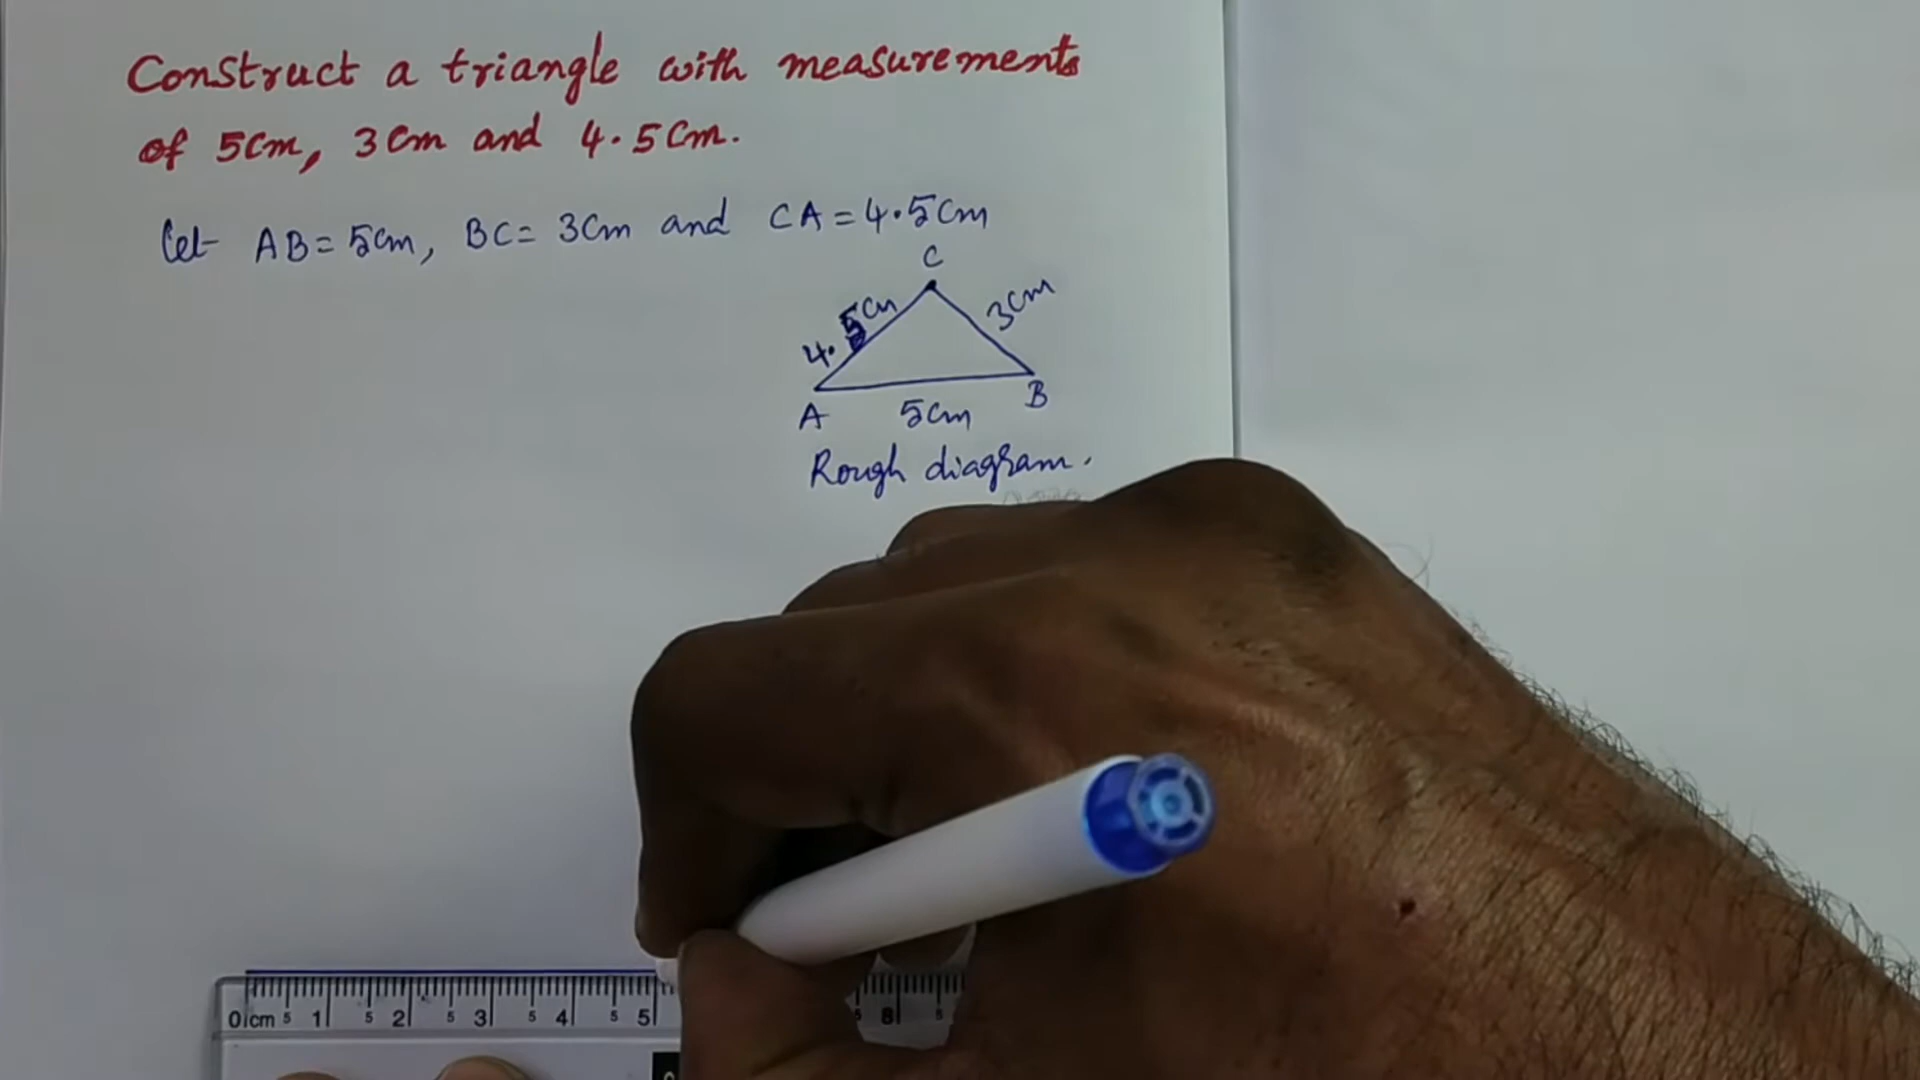 Construct a triangle with measurements
of 5cm, 3cm and 4.5cm.
Let AB = 5cm, BC = 3cm and CA = 4.5cm
C
4.5cm 3cm
A 5cm B
Rough diagram.
0 cm 5 1 5 2 5 3 5 4 5 5 5 8 5